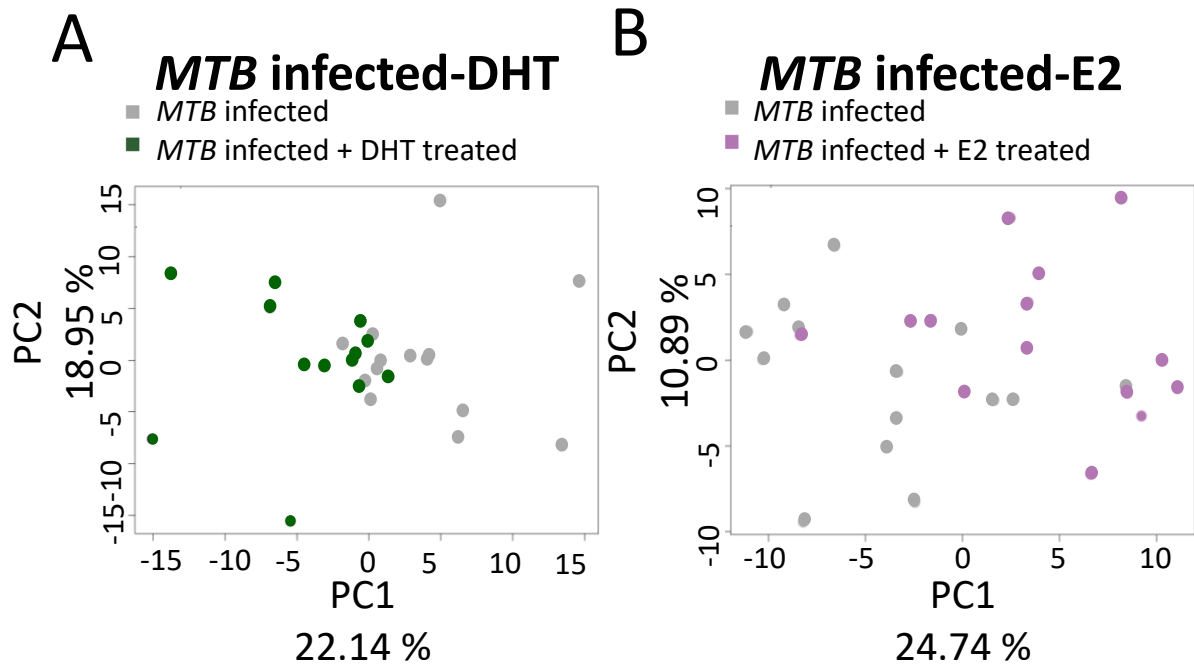 A
MTB infected-DHT
MTB infected
MTB infected + DHT treated
PC2
18.95 %
15
10
5
0
-5
-10
-15
-15
-10
-5
0
5
10
15
PC1
22.14 %
B
MTB infected-E2
MTB infected
MTB infected + E2 treated
PC2
10.89 %
10
5
0
-5
-10
-10
-5
0
5
10
PC1
24.74 %